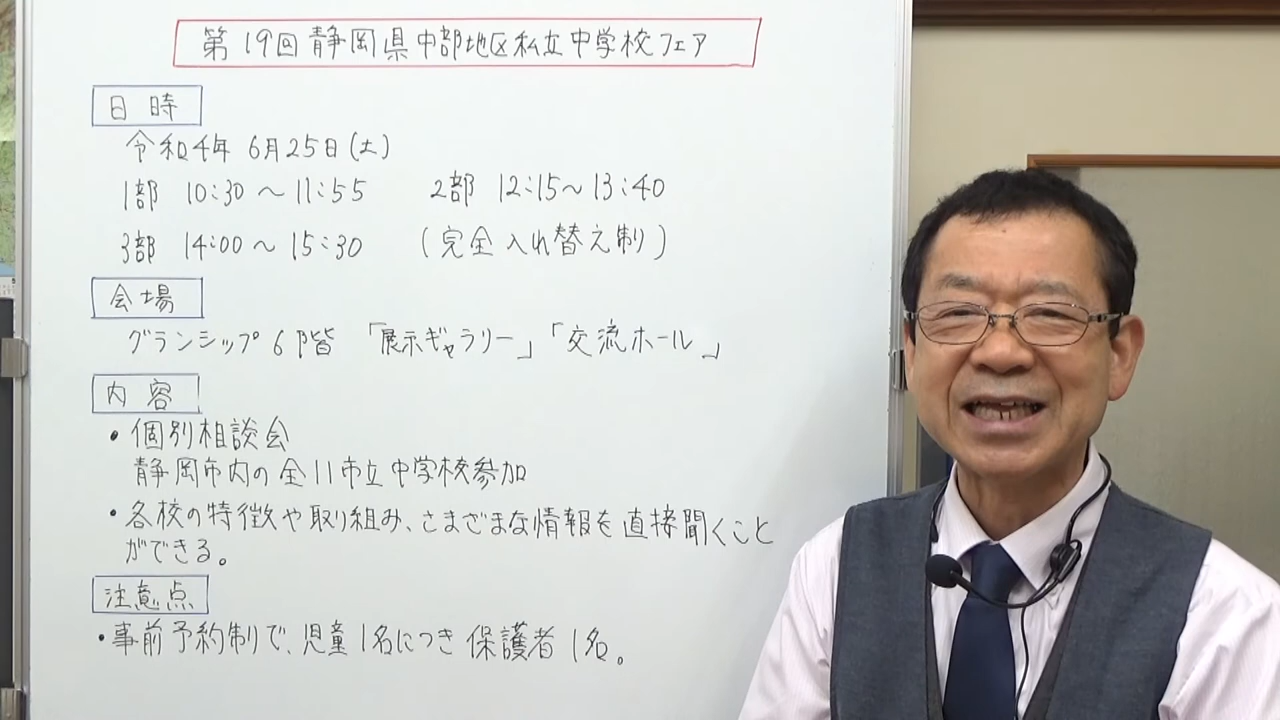 第19回静岡県中部地区私立中学校フェア
日時
令和4年 6月25日(土)
1部 10:30～11:55 2部 12:15～13:40
3部 14:00～15:30 (完全入れ替え制)
会場
グランシップ6階 「展示ギャラリー」「交流ホール」
内容
・個別相談会
静岡市内の全11市立中学校参加
・各校の特徴や取り組み、さまざまな情報を直接聞くこと
ができる。
注意点
・事前予約制で、児童1名につき保護者1名。